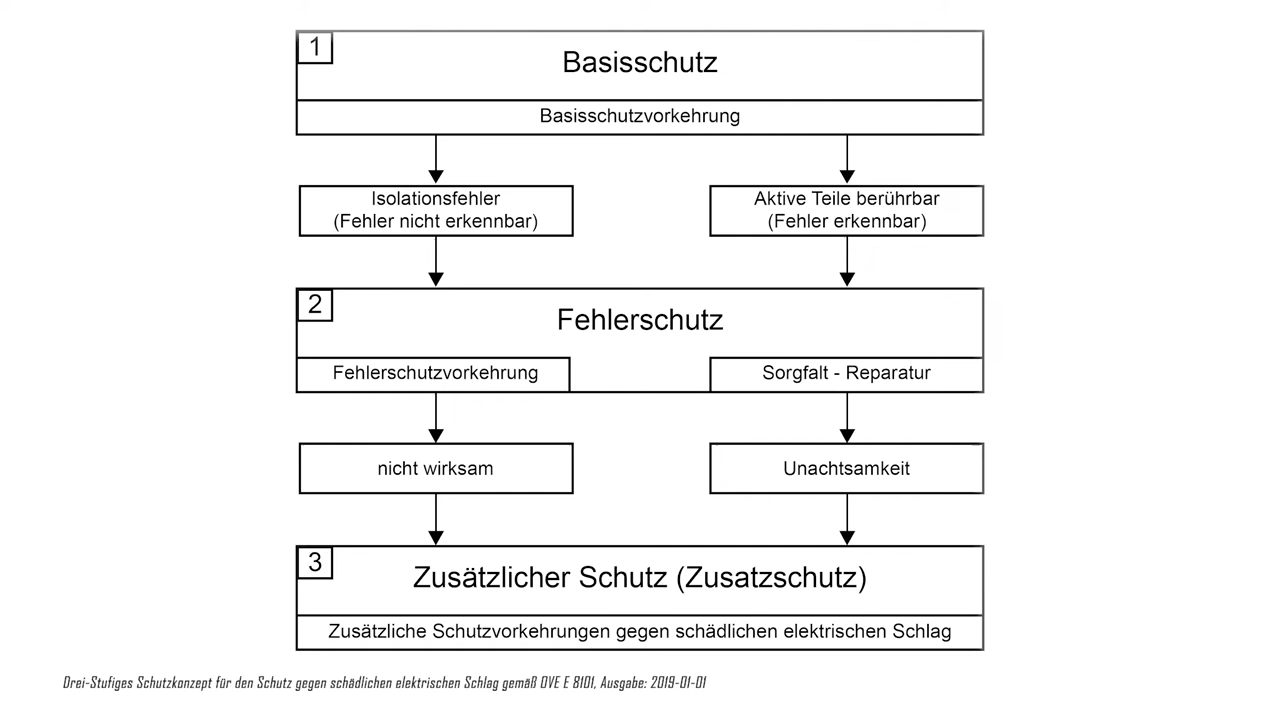 1
Basisschutz
Basisschutzvorkehrung
Isolationsfehler
(Fehler nicht erkennbar)
Aktive Teile berührbar
(Fehler erkennbar)
2
Fehlerschutz
Fehlerschutzvorkehrung
Sorgfalt - Reparatur
nicht wirksam
Unachtsamkeit
3
Zusätzlicher Schutz (Zusatzschutz)
Zusätzliche Schutzvorkehrungen gegen schädlichen elektrischen Schlag
Drei-Stufiges Schutzkonzept für den Schutz gegen schädlichen elektrischen Schlag gemäß OVE E 8101, Ausgabe: 2019-01-01